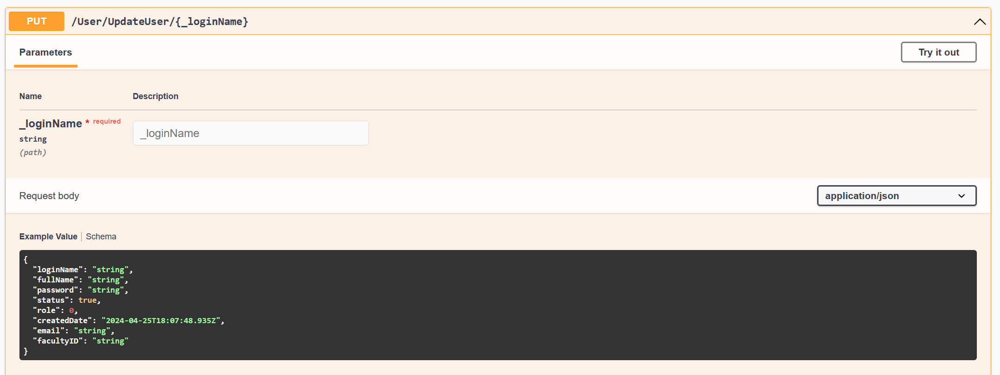 PUT /User/UpdateUser/{_loginName}
Parameters
Try it out
Name Description
_loginName * required
string
(path)
_loginName
Request body
application/json
Example Value | Schema
{
  "loginName": "string",
  "fullName": "string",
  "password": "string",
  "status": true,
  "role": 0,
  "createdDate": "2024-04-25T18:07:48.935Z",
  "email": "string",
  "facultyID": "string"
}